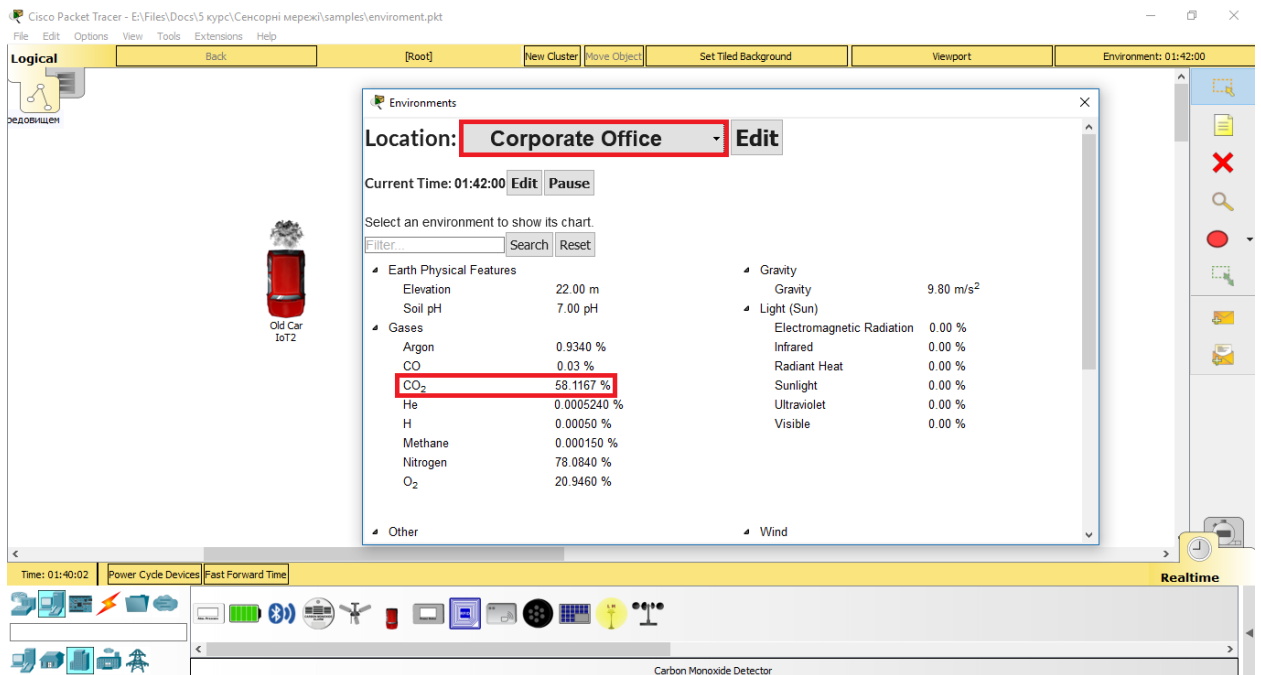 Cisco Packet Tracer - E:\Files\Docs\5 курс\Сенсорні мережі\samples\enviroment.pkt
File Edit Options View Tools Extensions Help
Logical Back [Root] New Cluster Move Object Set Tiled Background Viewport Environment: 01:42:00
редовищем
Environments
Location: Corporate Office Edit
Current Time: 01:42:00 Edit Pause
Select an environment to show its chart.
Filter... Search Reset
Earth Physical Features
Elevation 22.00 m
Soil pH 7.00 pH
Gases
Argon 0.9340 %
CO 0.03 %
CO2 58.1167 %
He 0.0005240 %
H 0.00050 %
Methane 0.000150 %
Nitrogen 78.0840 %
O2 20.9460 %
Gravity
Gravity 9.80 m/s2
Light (Sun)
Electromagnetic Radiation 0.00 %
Infrared 0.00 %
Radiant Heat 0.00 %
Sunlight 0.00 %
Ultraviolet 0.00 %
Visible 0.00 %
Other
Wind
Old Car
IoT2
Time: 01:40:02 Power Cycle Devices Fast Forward Time
Realtime
Carbon Monoxide Detector